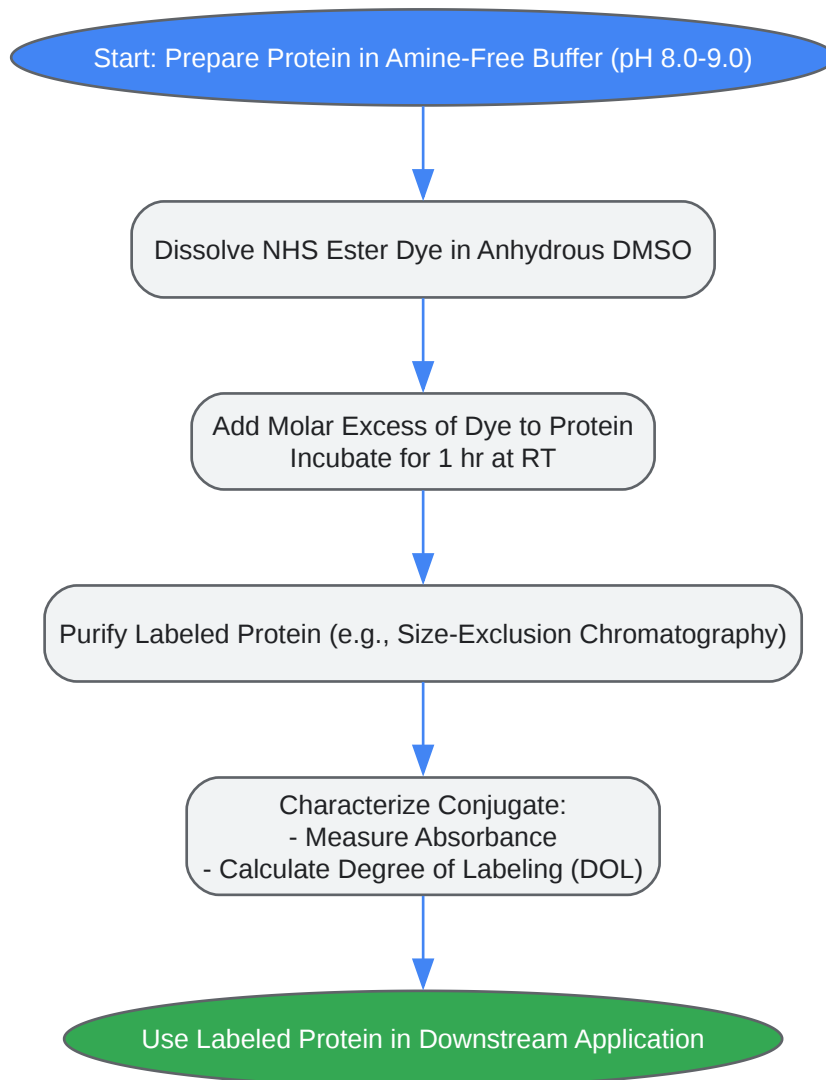 Start: Prepare Protein in Amine-Free Buffer (pH 8.0-9.0)
Dissolve NHS Ester Dye in Anhydrous DMSO
Add Molar Excess of Dye to Protein
Incubate for 1 hr at RT
Purify Labeled Protein (e.g., Size-Exclusion Chromatography)
Characterize Conjugate:
- Measure Absorbance
- Calculate Degree of Labeling (DOL)
Use Labeled Protein in Downstream Application